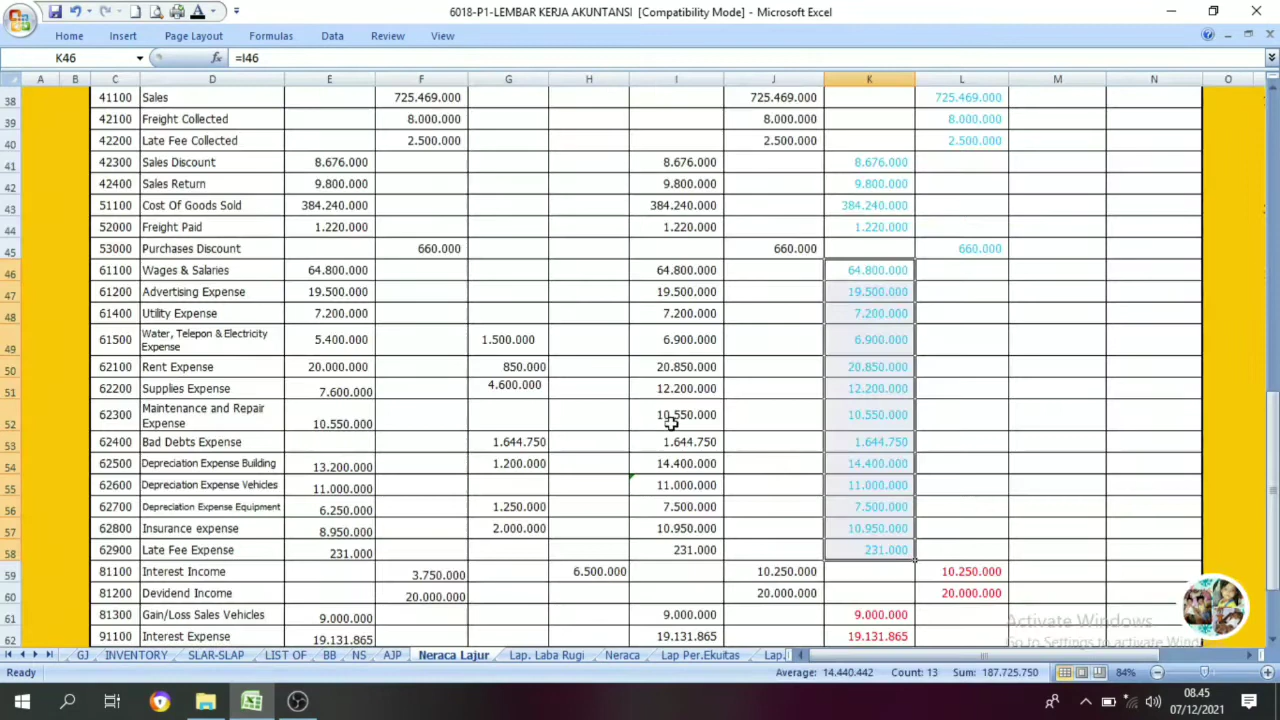 6018-P1-LEMBAR KERJA AKUNTANSI [Compatibility Mode] - Microsoft Excel
Home Insert Page Layout Formulas Data Review View
K46 fx =I46
A B C D E F G H I J K L M N O
38 41100 Sales 725.469.000 725.469.000 725.469.000
39 42100 Freight Collected 8.000.000 8.000.000 8.000.000
40 42200 Late Fee Collected 2.500.000 2.500.000 2.500.000
41 42300 Sales Discount 8.676.000 8.676.000 8.676.000
42 42400 Sales Return 9.800.000 9.800.000 9.800.000
43 51100 Cost Of Goods Sold 384.240.000 384.240.000 384.240.000
44 52000 Freight Paid 1.220.000 1.220.000 1.220.000
45 53000 Purchases Discount 660.000 660.000 660.000
46 61100 Wages & Salaries 64.800.000 64.800.000 64.800.000
47 61200 Advertising Expense 19.500.000 19.500.000 19.500.000
48 61400 Utility Expense 7.200.000 7.200.000 7.200.000
49 61500 Water, Telepon & Electricity Expense 5.400.000 1.500.000 6.900.000 6.900.000
50 62100 Rent Expense 20.000.000 850.000 20.850.000 20.850.000
51 62200 Supplies Expense 7.600.000 4.600.000 12.200.000 12.200.000
52 62300 Maintenance and Repair Expense 10.550.000 10.550.000 10.550.000
53 62400 Bad Debts Expense 1.644.750 1.644.750 1.644.750
54 62500 Depreciation Expense Building 13.200.000 1.200.000 14.400.000 14.400.000
55 62600 Depreciation Expense Vehicles 11.000.000 11.000.000 11.000.000
56 62700 Depreciation Expense Equipment 6.250.000 1.250.000 7.500.000 7.500.000
57 62800 Insurance expense 8.950.000 2.000.000 10.950.000 10.950.000
58 62900 Late Fee Expense 231.000 231.000 231.000
59 81100 Interest Income 3.750.000 6.500.000 10.250.000 10.250.000
60 81200 Devidend Income 20.000.000 20.000.000 20.000.000
61 81300 Gain/Loss Sales Vehicles 9.000.000 9.000.000 9.000.000
62 91100 Interest Expense 19.131.865 19.131.865 19.131.865
Activate Windows
Go to Settings to activate Wind
GJ INVENTORY SLAR-SLAP LIST OF BB NS AJP Neraca Lajur Lap. Laba Rugi Neraca Lap Per.Ekuitas Lap.
Ready Average: 14.440.442 Count: 13 Sum: 187.725.750 84%
08.45
07/12/2021